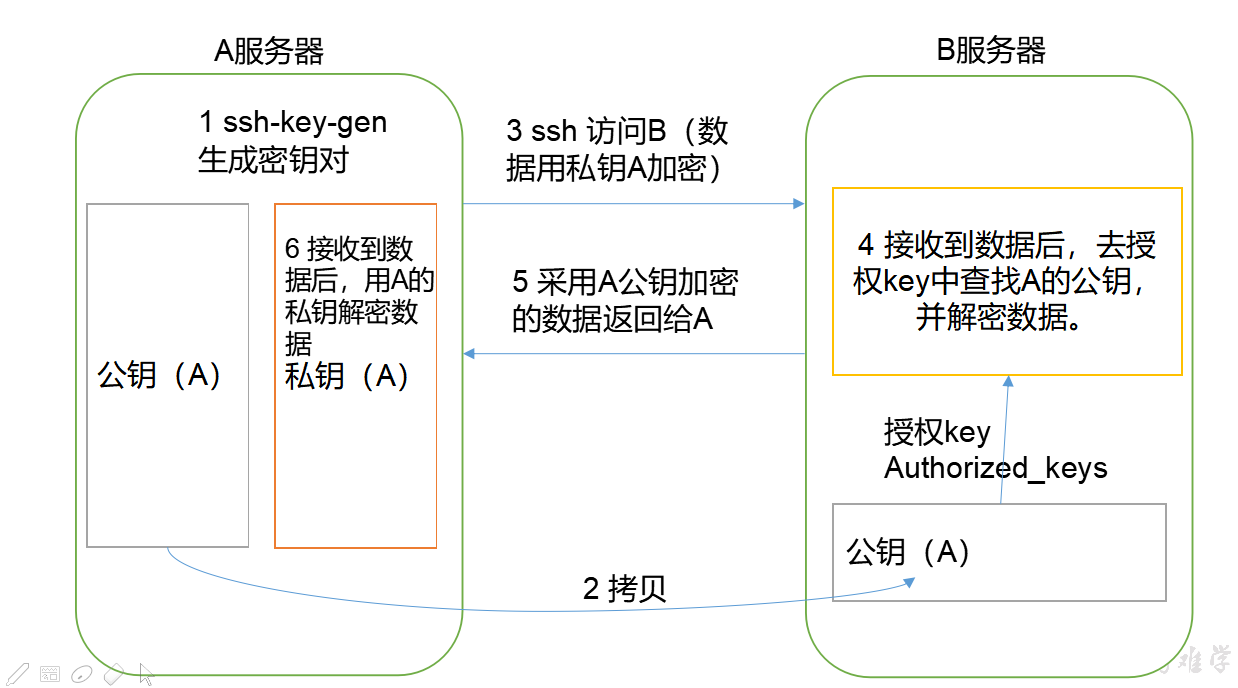 A服务器
B服务器
1 ssh-key-gen
生成密钥对
3 ssh 访问B（数
据用私钥A加密）
6 接收到数
据后，用A的
私钥解密数
据
私钥（A）
公钥（A）
5 采用A公钥加密
的数据返回给A
4 接收到数据后，去授
权key中查找A的公钥，
并解密数据。
授权key
Authorized_keys
公钥（A）
2 拷贝
难学